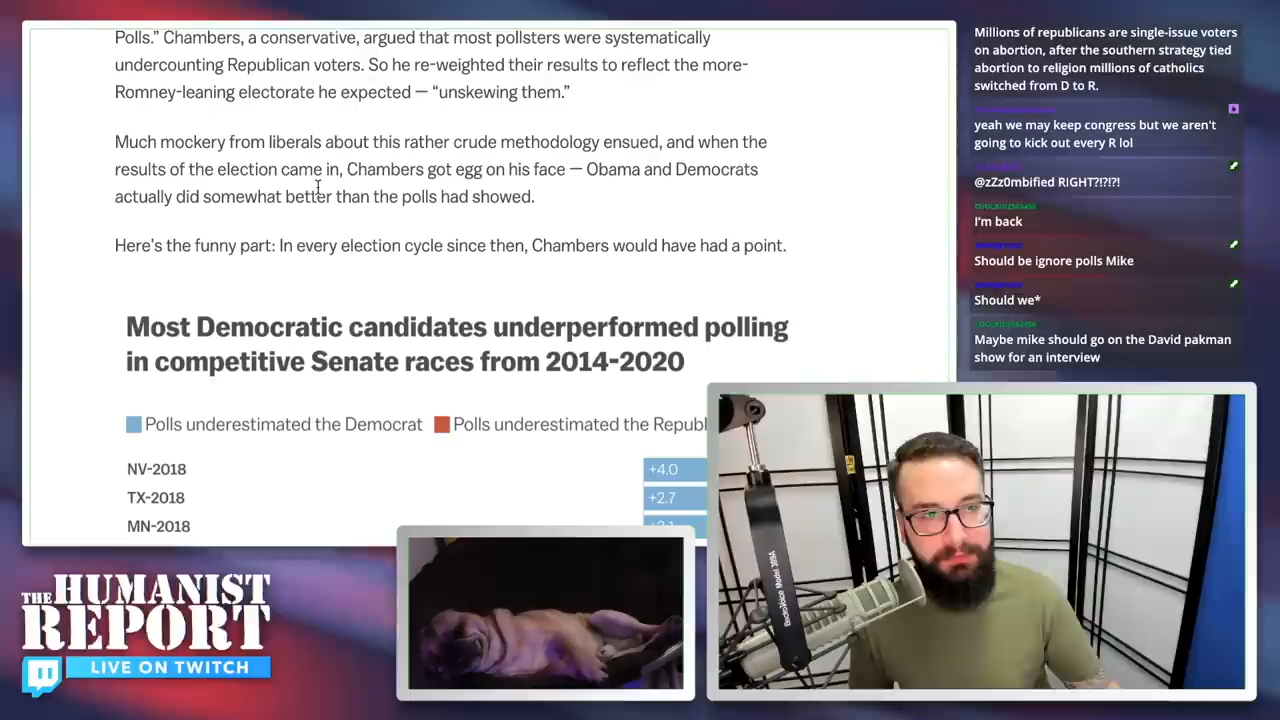 Polls.” Chambers, a conservative, argued that most pollsters were systematically
undercounting Republican voters. So he re-weighted their results to reflect the more-
Romney-leaning electorate he expected — “unskewing them.”
Much mockery from liberals about this rather crude methodology ensued, and when the
results of the election came in, Chambers got egg on his face — Obama and Democrats
actually did somewhat better than the polls had showed.
Here’s the funny part: In every election cycle since then, Chambers would have had a point.
Most Democratic candidates underperformed polling
in competitive Senate races from 2014-2020
Polls underestimated the Democrat
Polls underestimated the Republ
NV-2018
+4.0
TX-2018
+2.7
MN-2018
Millions of republicans are single-issue voters
on abortion, after the southern strategy tied
abortion to religion millions of catholics
switched from D to R.
yeah we may keep congress but we aren't
going to kick out every R lol
@zZz0mbified RIGHT?!?!?!
I'm back
Should be ignore polls Mike
Should we*
Maybe mike should go on the David pakman
show for an interview
THE HUMANIST
REPORT
LIVE ON TWITCH